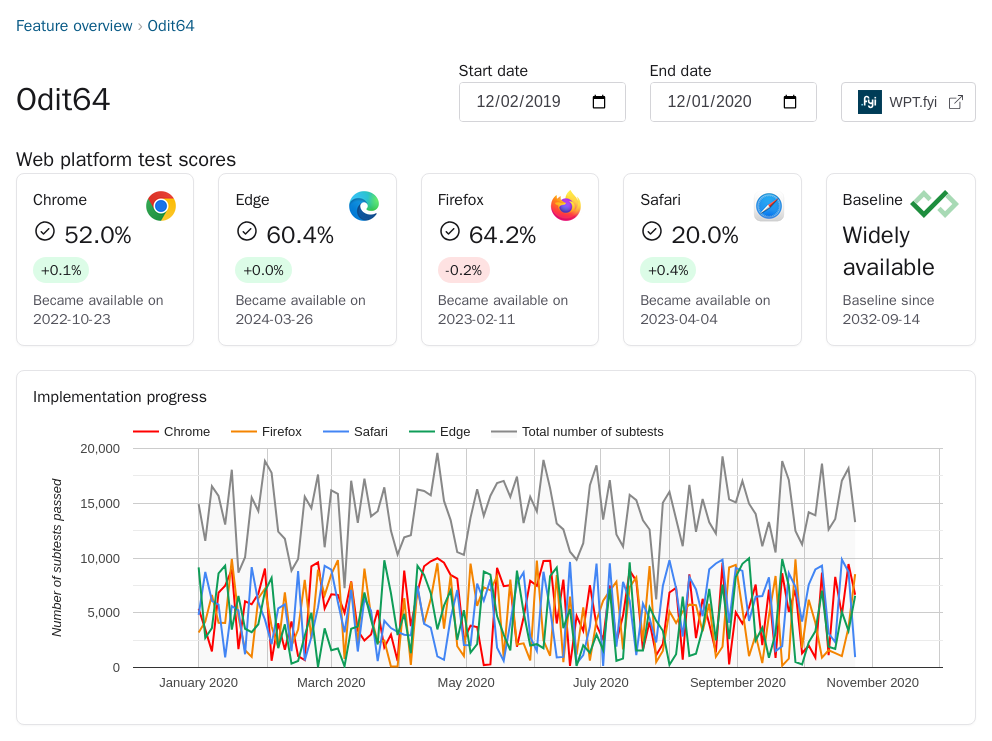 Feature overview › Odit64
Odit64
Start date
12/02/2019
End date
12/01/2020
.fyi WPT.fyi
Web platform test scores
Chrome
52.0%
+0.1%
Became available on
2022-10-23
Edge
60.4%
+0.0%
Became available on
2024-03-26
Firefox
64.2%
-0.2%
Became available on
2023-02-11
Safari
20.0%
+0.4%
Became available on
2023-04-04
Baseline
Widely
available
Baseline since
2032-09-14
Implementation progress
Chrome Firefox Safari Edge Total number of subtests
Number of subtests passed
20,000
15,000
10,000
5,000
0
January 2020 March 2020 May 2020 July 2020 September 2020 November 2020